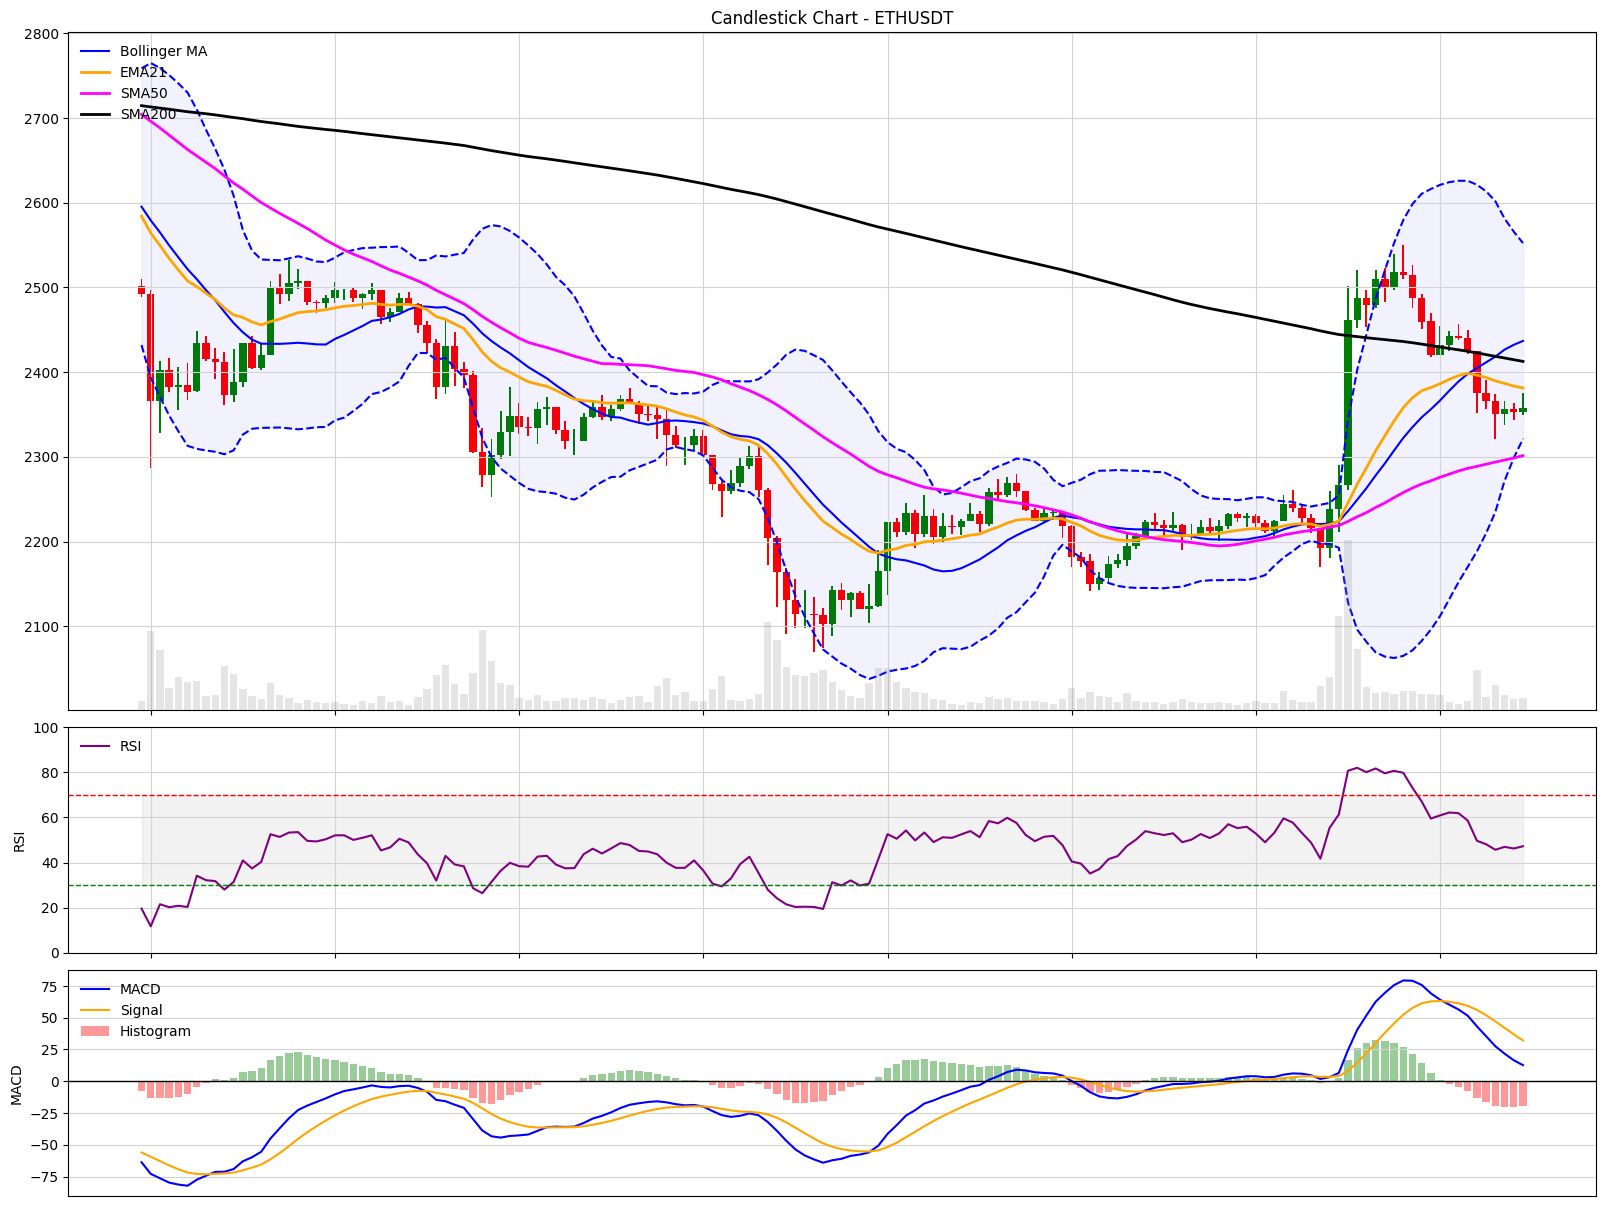 Candlestick Chart - ETHUSDT
2800
2700
2600
2500
2400
2300
2200
2100
Bollinger MA
EMA21
SMA50
SMA200
100
80
60
40
20
0
RSI
RSI
75
50
25
0
−25
−50
−75
MACD
MACD
Signal
Histogram